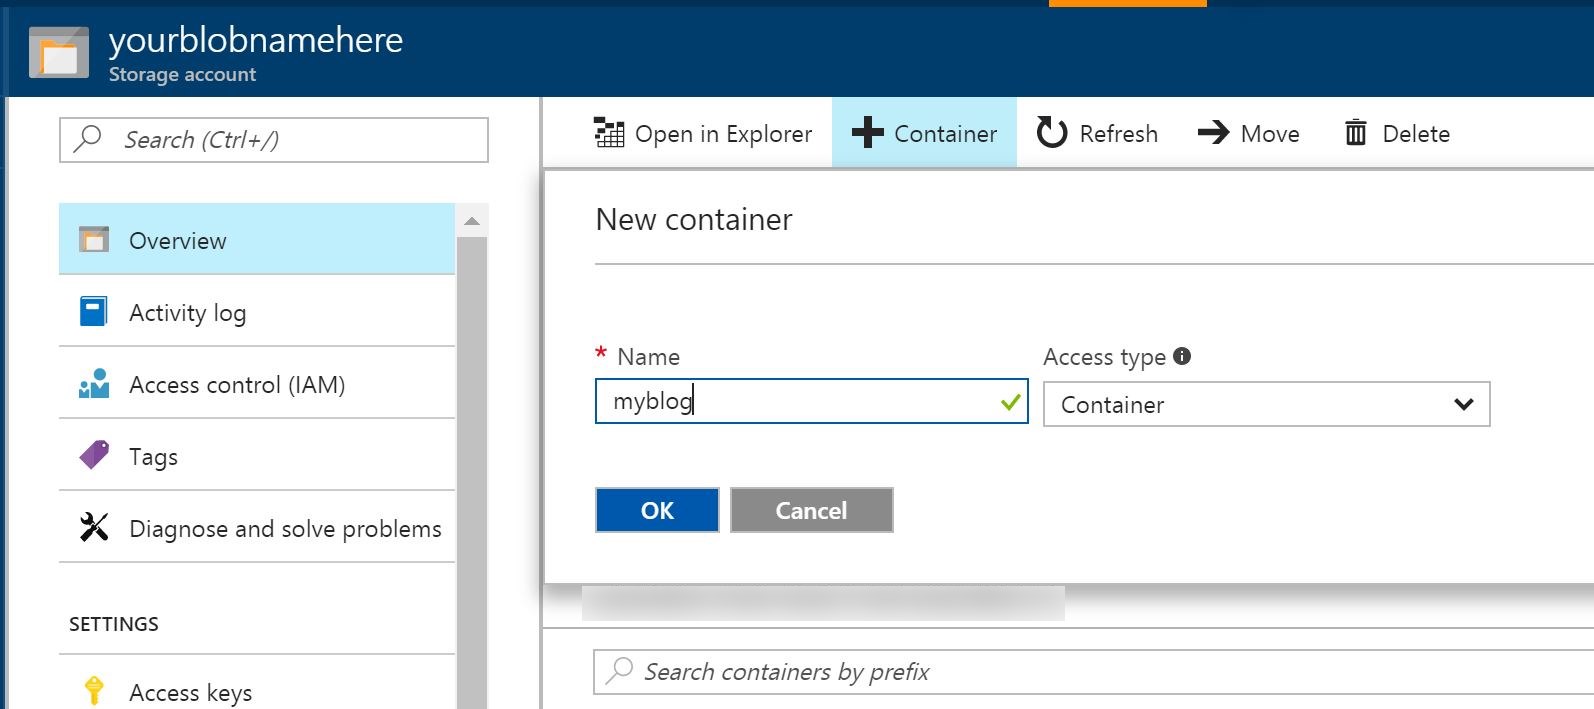 yourblobnamehere
Storage account
Search (Ctrl+/)
Overview
Activity log
Access control (IAM)
Tags
Diagnose and solve problems
SETTINGS
Access keys
Open in Explorer
Container
Refresh
Move
Delete
New container
* Name
Access type
myblog
Container
OK
Cancel
Search containers by prefix